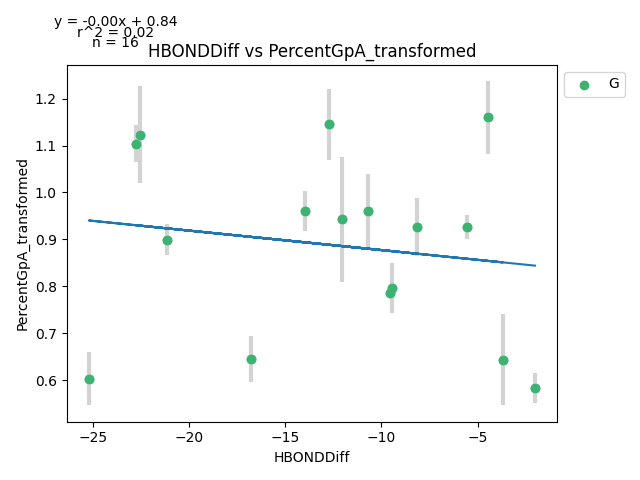 y = -0.00x + 0.84
r^2 = 0.02
n = 16
HBONDDiff vs PercentGpA_transformed
G
PercentGpA_transformed
1.2
1.1
1.0
0.9
0.8
0.7
0.6
−25
−20
−15
−10
−5
HBONDDiff